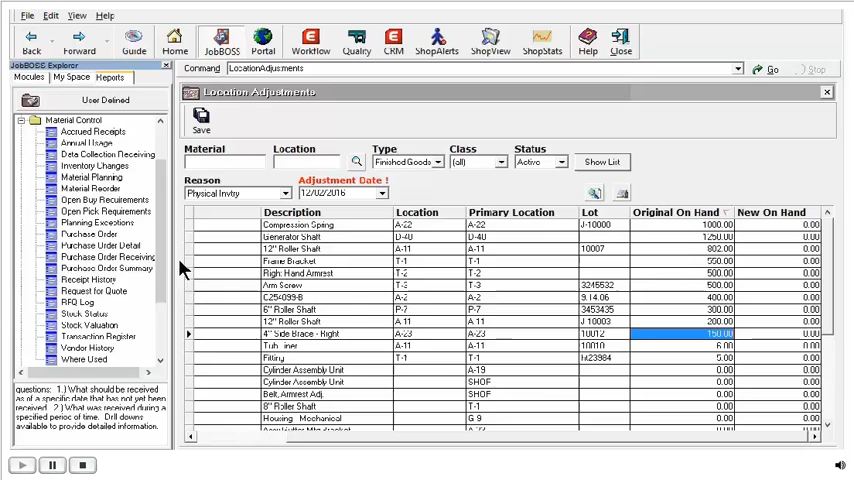 File Edit View Help
Back Forward Guide Home JobBOSS Portal Workflow Quality CRM ShopAlerts ShopView ShopStats Help Close
JobBOSS Explorer
Command LocationAdjustments Go Stop
Modules My Space Reports
User Defined
Material Control
Accrued Receipts
Annual Usage
Data Collection Receiving
Inventory Changes
Material Planning
Material Reorder
Open Buy Requirements
Open Pick Requirements
Planning Exceptions
Purchase Order
Purchase Order Detail
Purchase Order Receiving
Purchase Order Summary
Receipt History
Request for Quote
RFQ Log
Stock Status
Stock Valuation
Transaction Register
Vendor History
Where Used
questions: 1.) What should be received
as of a specific date that has not yet been
received. 2.) What was received during a
specified period of time. Drill downs
available to provide detailed information.
Location Adjustments
Save
Material Location Type Class Status
Finished Goods (all) Active Show List
Reason Adjustment Date !
Physical Invtry 12/02/2016
Description Location Primary Location Lot Original On Hand New On Hand
Compression Spring A-22 A-22 J-10000 1000.00 0.00
Generator Shaft D-40 D-40 1250.00 0.00
12" Roller Shaft A-11 A-11 10007 802.00 0.00
Frame Bracket T-1 T-1 550.00 0.00
Right Hand Armrest T-2 T-2 500.00 0.00
Arm Screw T-3 T-3 3245532 500.00 0.00
C254099-B A-2 A-2 9.14.06 400.00 0.00
6" Roller Shaft P-7 P-7 3453435 300.00 0.00
12" Roller Shaft A-11 A-11 J-10003 200.00 0.00
4" Side Brace - Right A-23 A-23 10012 150.00 0.00
A-11 A-11 10010 6.00 0.00
Fitting T-1 T-1 ht23984 5.00 0.00
Cylinder Assembly Unit A-19 0.00 0.00
Cylinder Assembly Unit SHOP 0.00 0.00
Belt, Armrest Adj. SHOP 0.00 0.00
8" Roller Shaft T-1 0.00 0.00
Housing - Mechanical 0.00 0.00